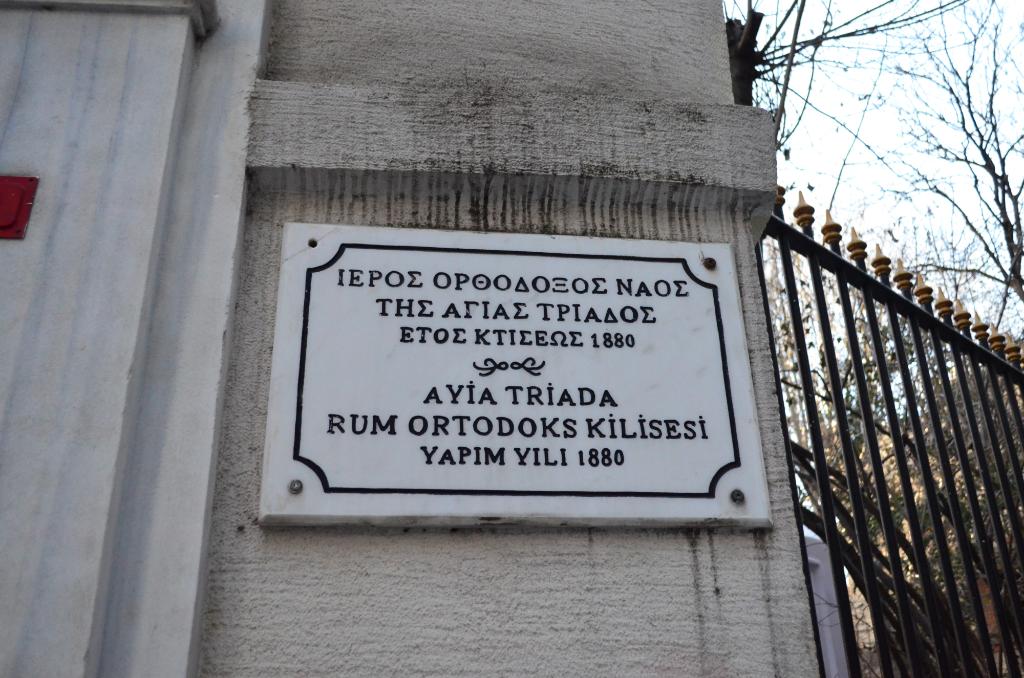 ΙΕΡΟΣ ΟΡΘΟΔΟΞΟΣ ΝΑΟΣ
ΤΗΣ ΑΓΙΑΣ ΤΡΙΑΔΟΣ
ΕΤΟΣ ΚΤΙΣΕΩΣ 1880
AYİA TRİADA
RUM ORTODOKS KİLİSESİ
YAPIM YILI 1880